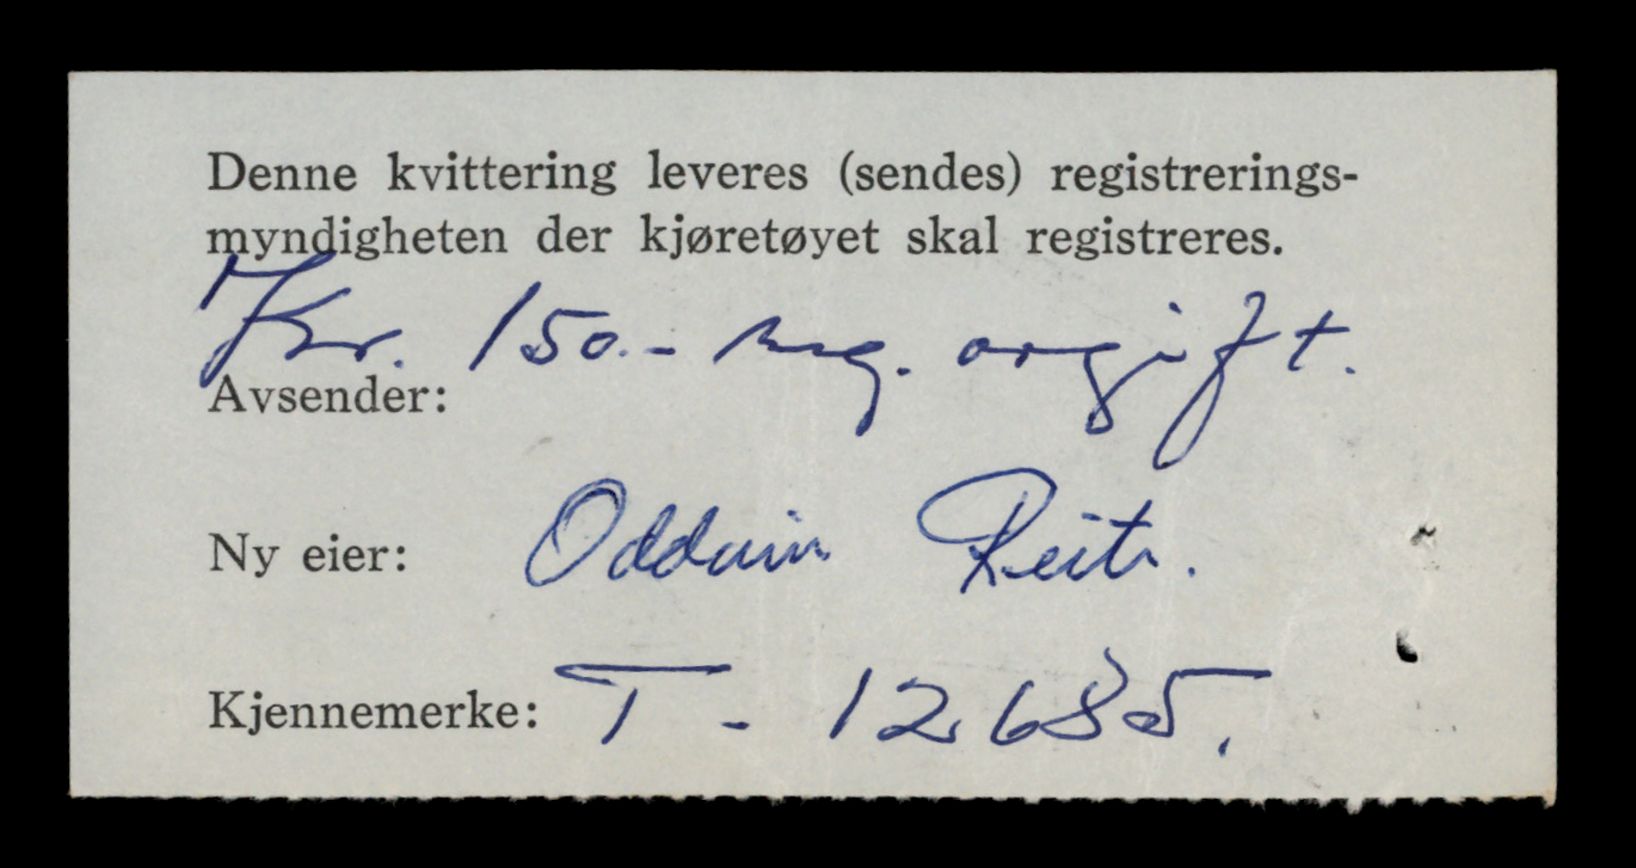 Denne kvittering leveres (sendes) registrerings-
myndigheten der kjøretøyet skal registreres.
Kr. 150.- reg. avgift.
Avsender:
Ny eier: Oddvin Reite.
Kjennemerke: T - 12685.